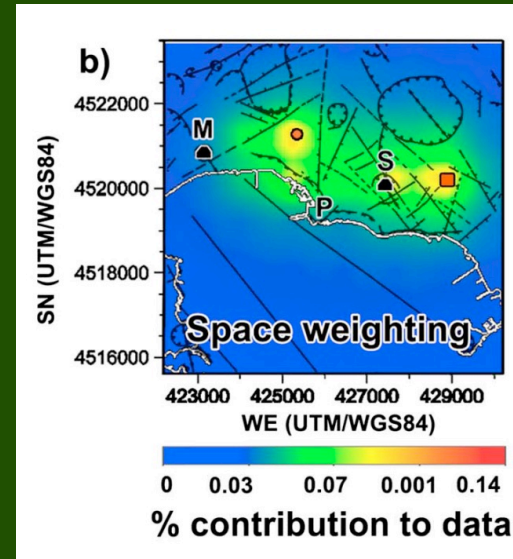 b)
4522000
4520000
4518000
4516000
SN (UTM/WGS84)
M
S
P
Space weighting
423000 425000 427000 429000
WE (UTM/WGS84)
0 0.03 0.07 0.001 0.14
% contribution to data